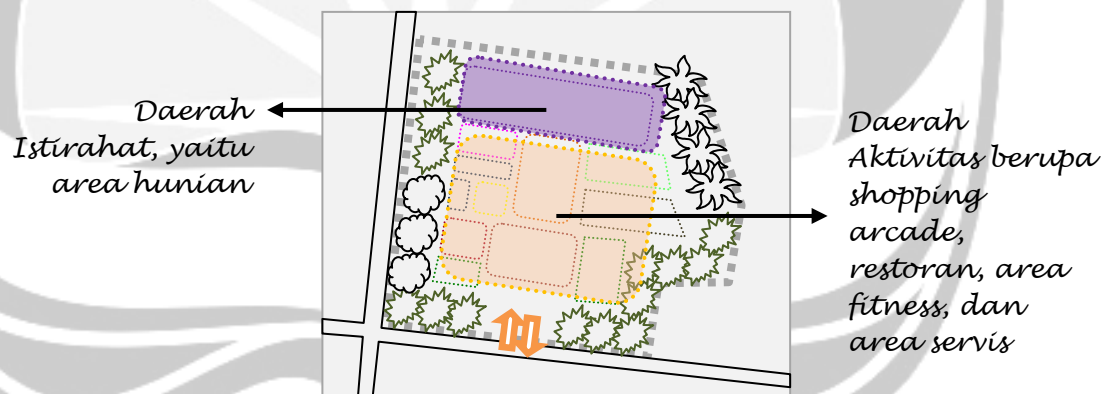 Daerah
Istirahat, yaitu
area hunian
Daerah
Aktivitas berupa
shopping
arcade,
restoran, area
fitness, dan
area servis